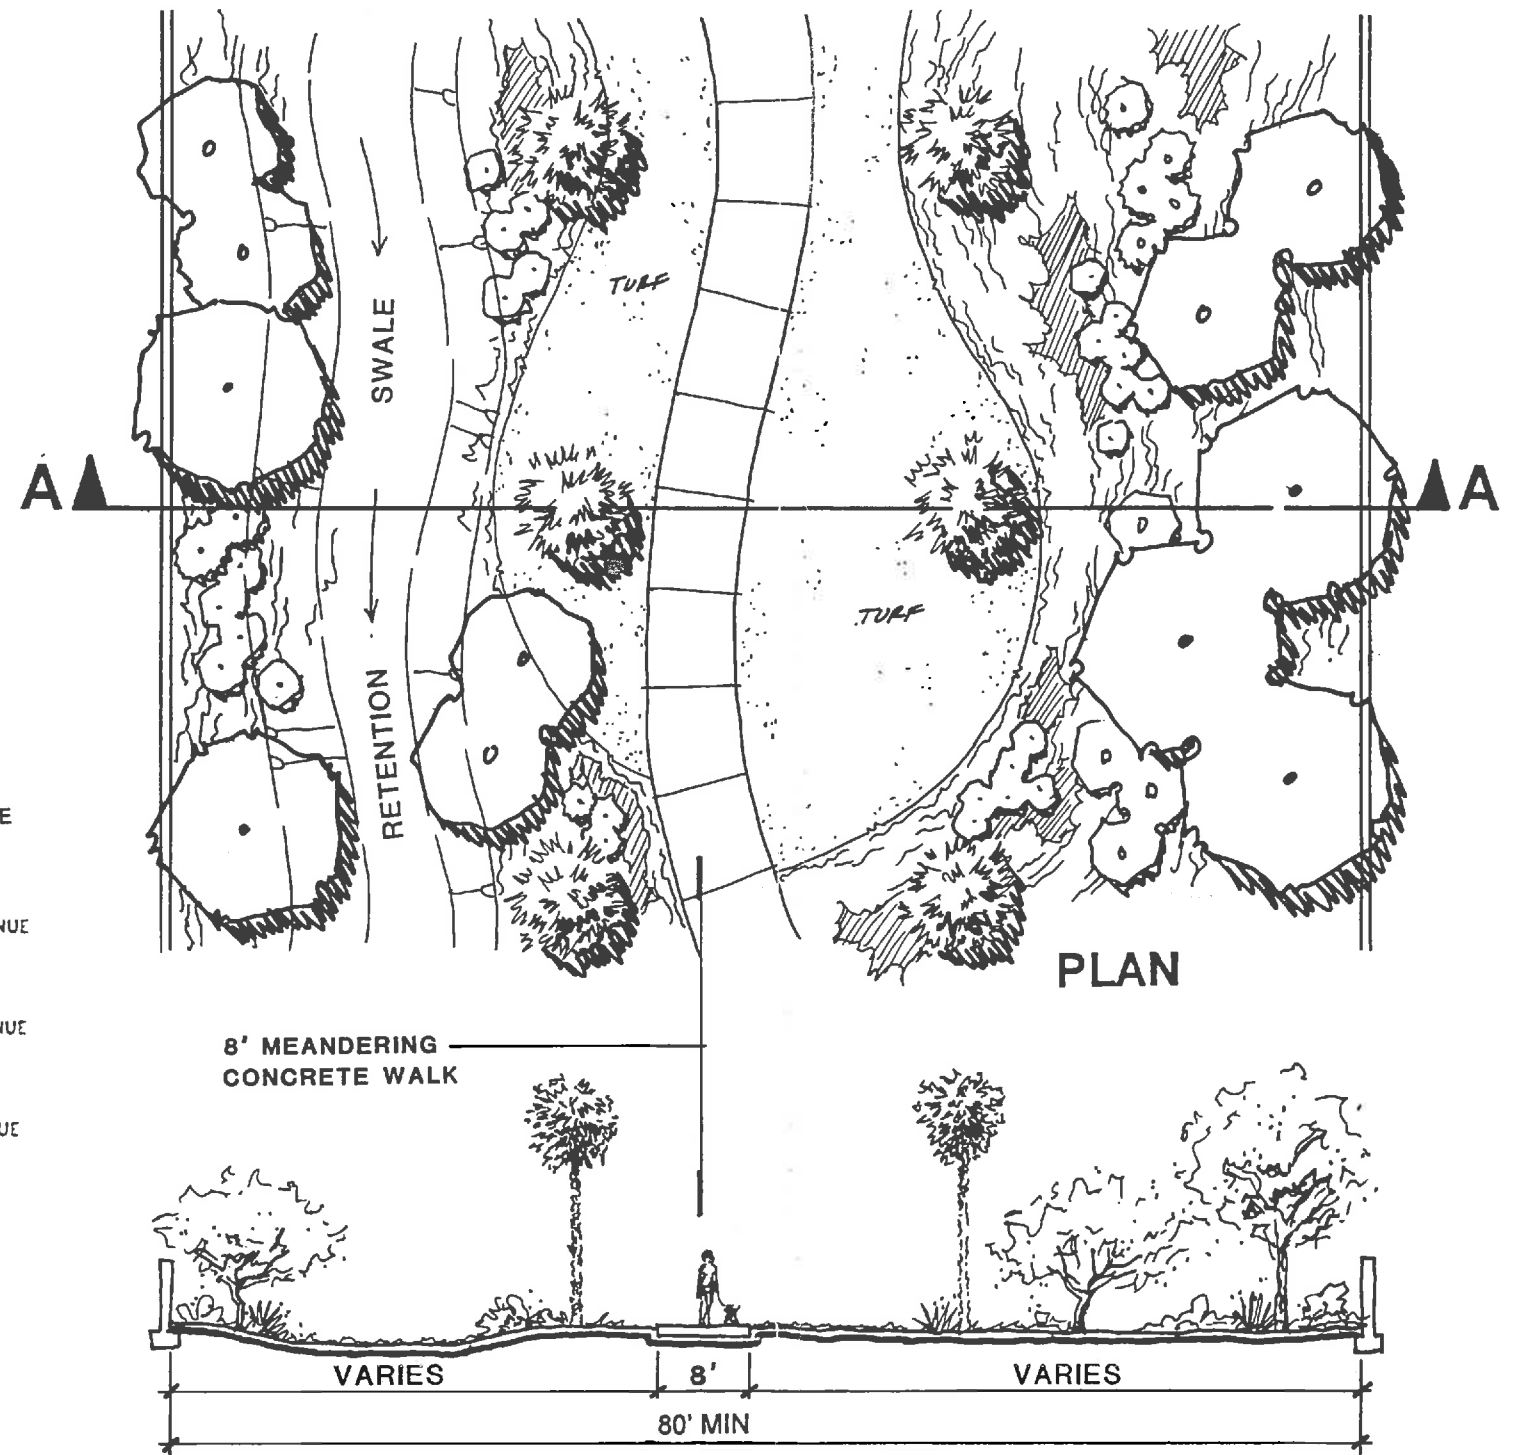 TURF
SWALE
A
A
TURF
RETENTION
PLAN
8' MEANDERING
CONCRETE WALK
VARIES
8'
VARIES
80' MIN